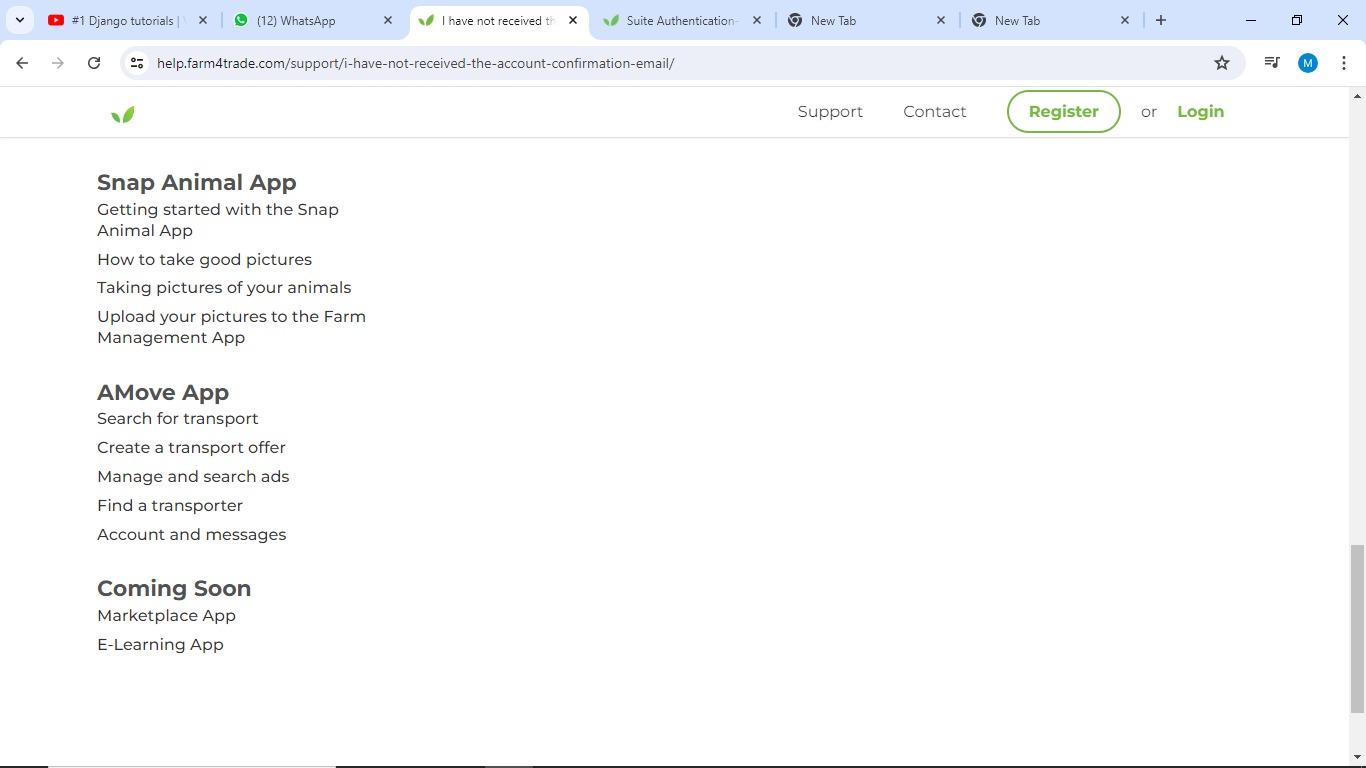 #1 Django tutorials |
(12) WhatsApp
I have not received th
Suite Authentication-
New Tab
New Tab
help.farm4trade.com/support/i-have-not-received-the-account-confirmation-email/
M
Support
Contact
Register
or
Login
Snap Animal App
Getting started with the Snap
Animal App
How to take good pictures
Taking pictures of your animals
Upload your pictures to the Farm
Management App
AMove App
Search for transport
Create a transport offer
Manage and search ads
Find a transporter
Account and messages
Coming Soon
Marketplace App
E-Learning App